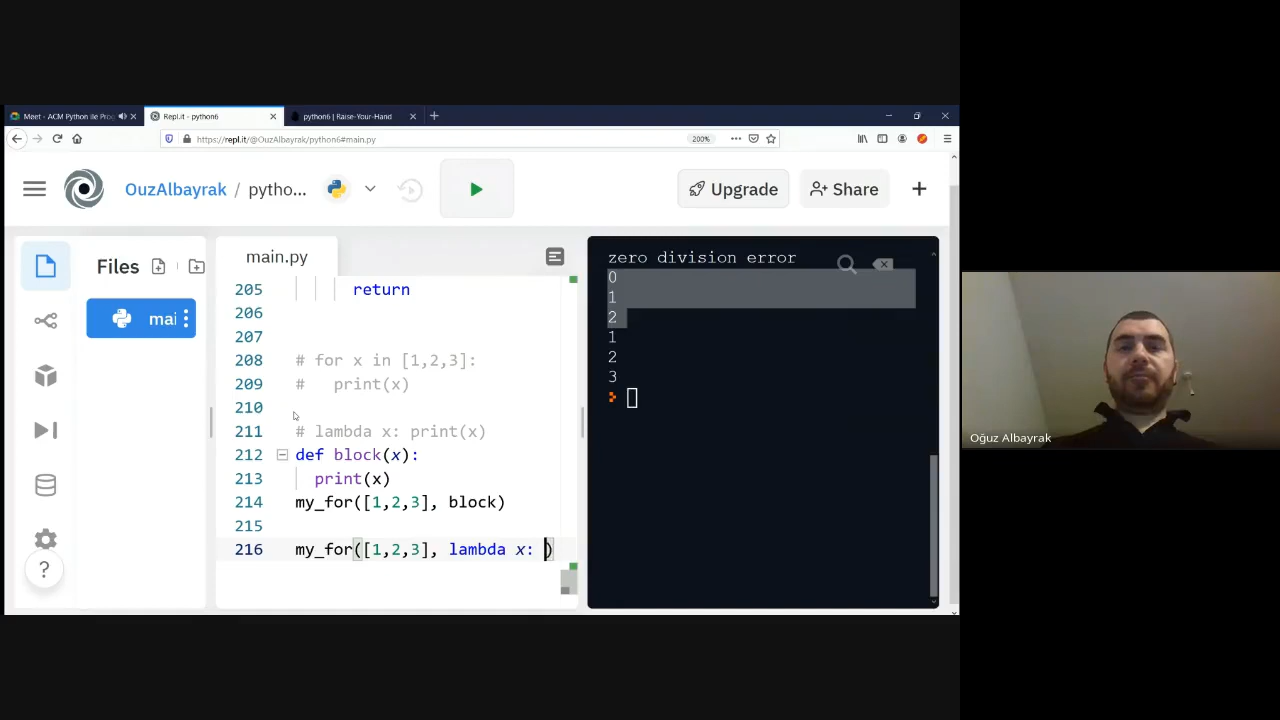 Meet - ACM Python ile Prog
Repl.it - python6
python6 | Raise-Your-Hand
https://repl.it/@OuzAlbayrak/python6#main.py
200%
OuzAlbayrak / pytho...
Upgrade
Share
Files
mai
main.py
205 return
206
207
208 # for x in [1,2,3]:
209 # print(x)
210
211 # lambda x: print(x)
212 def block(x):
213 print(x)
214 my_for([1,2,3], block)
215
216 my_for([1,2,3], lambda x: )
?
zero division error
0
1
2
1
2
3
Oğuz Albayrak